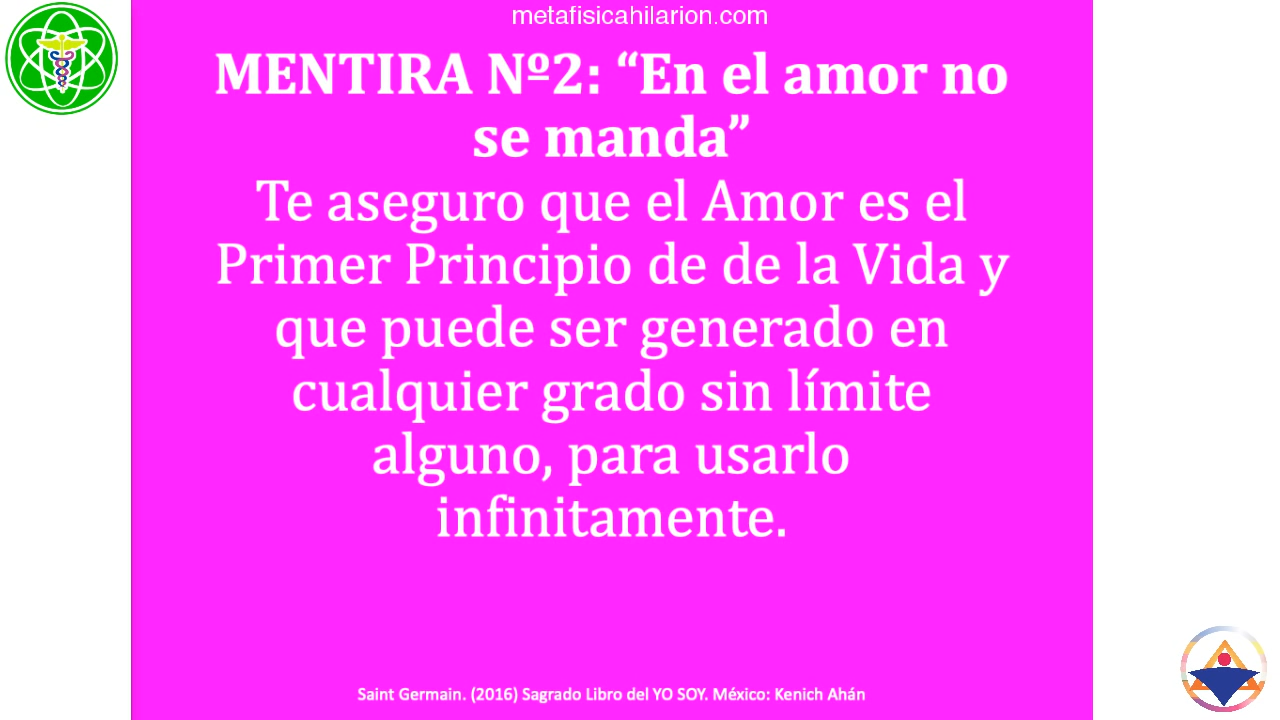 metafisicahilarion.com
MENTIRA Nº2: “En el amor no
se manda”
Te aseguro que el Amor es el
Primer Principio de de la Vida y
que puede ser generado en
cualquier grado sin límite
alguno, para usarlo
infinitamente.
Saint Germain. (2016) Sagrado Libro del YO SOY. México: Kenich Ahán